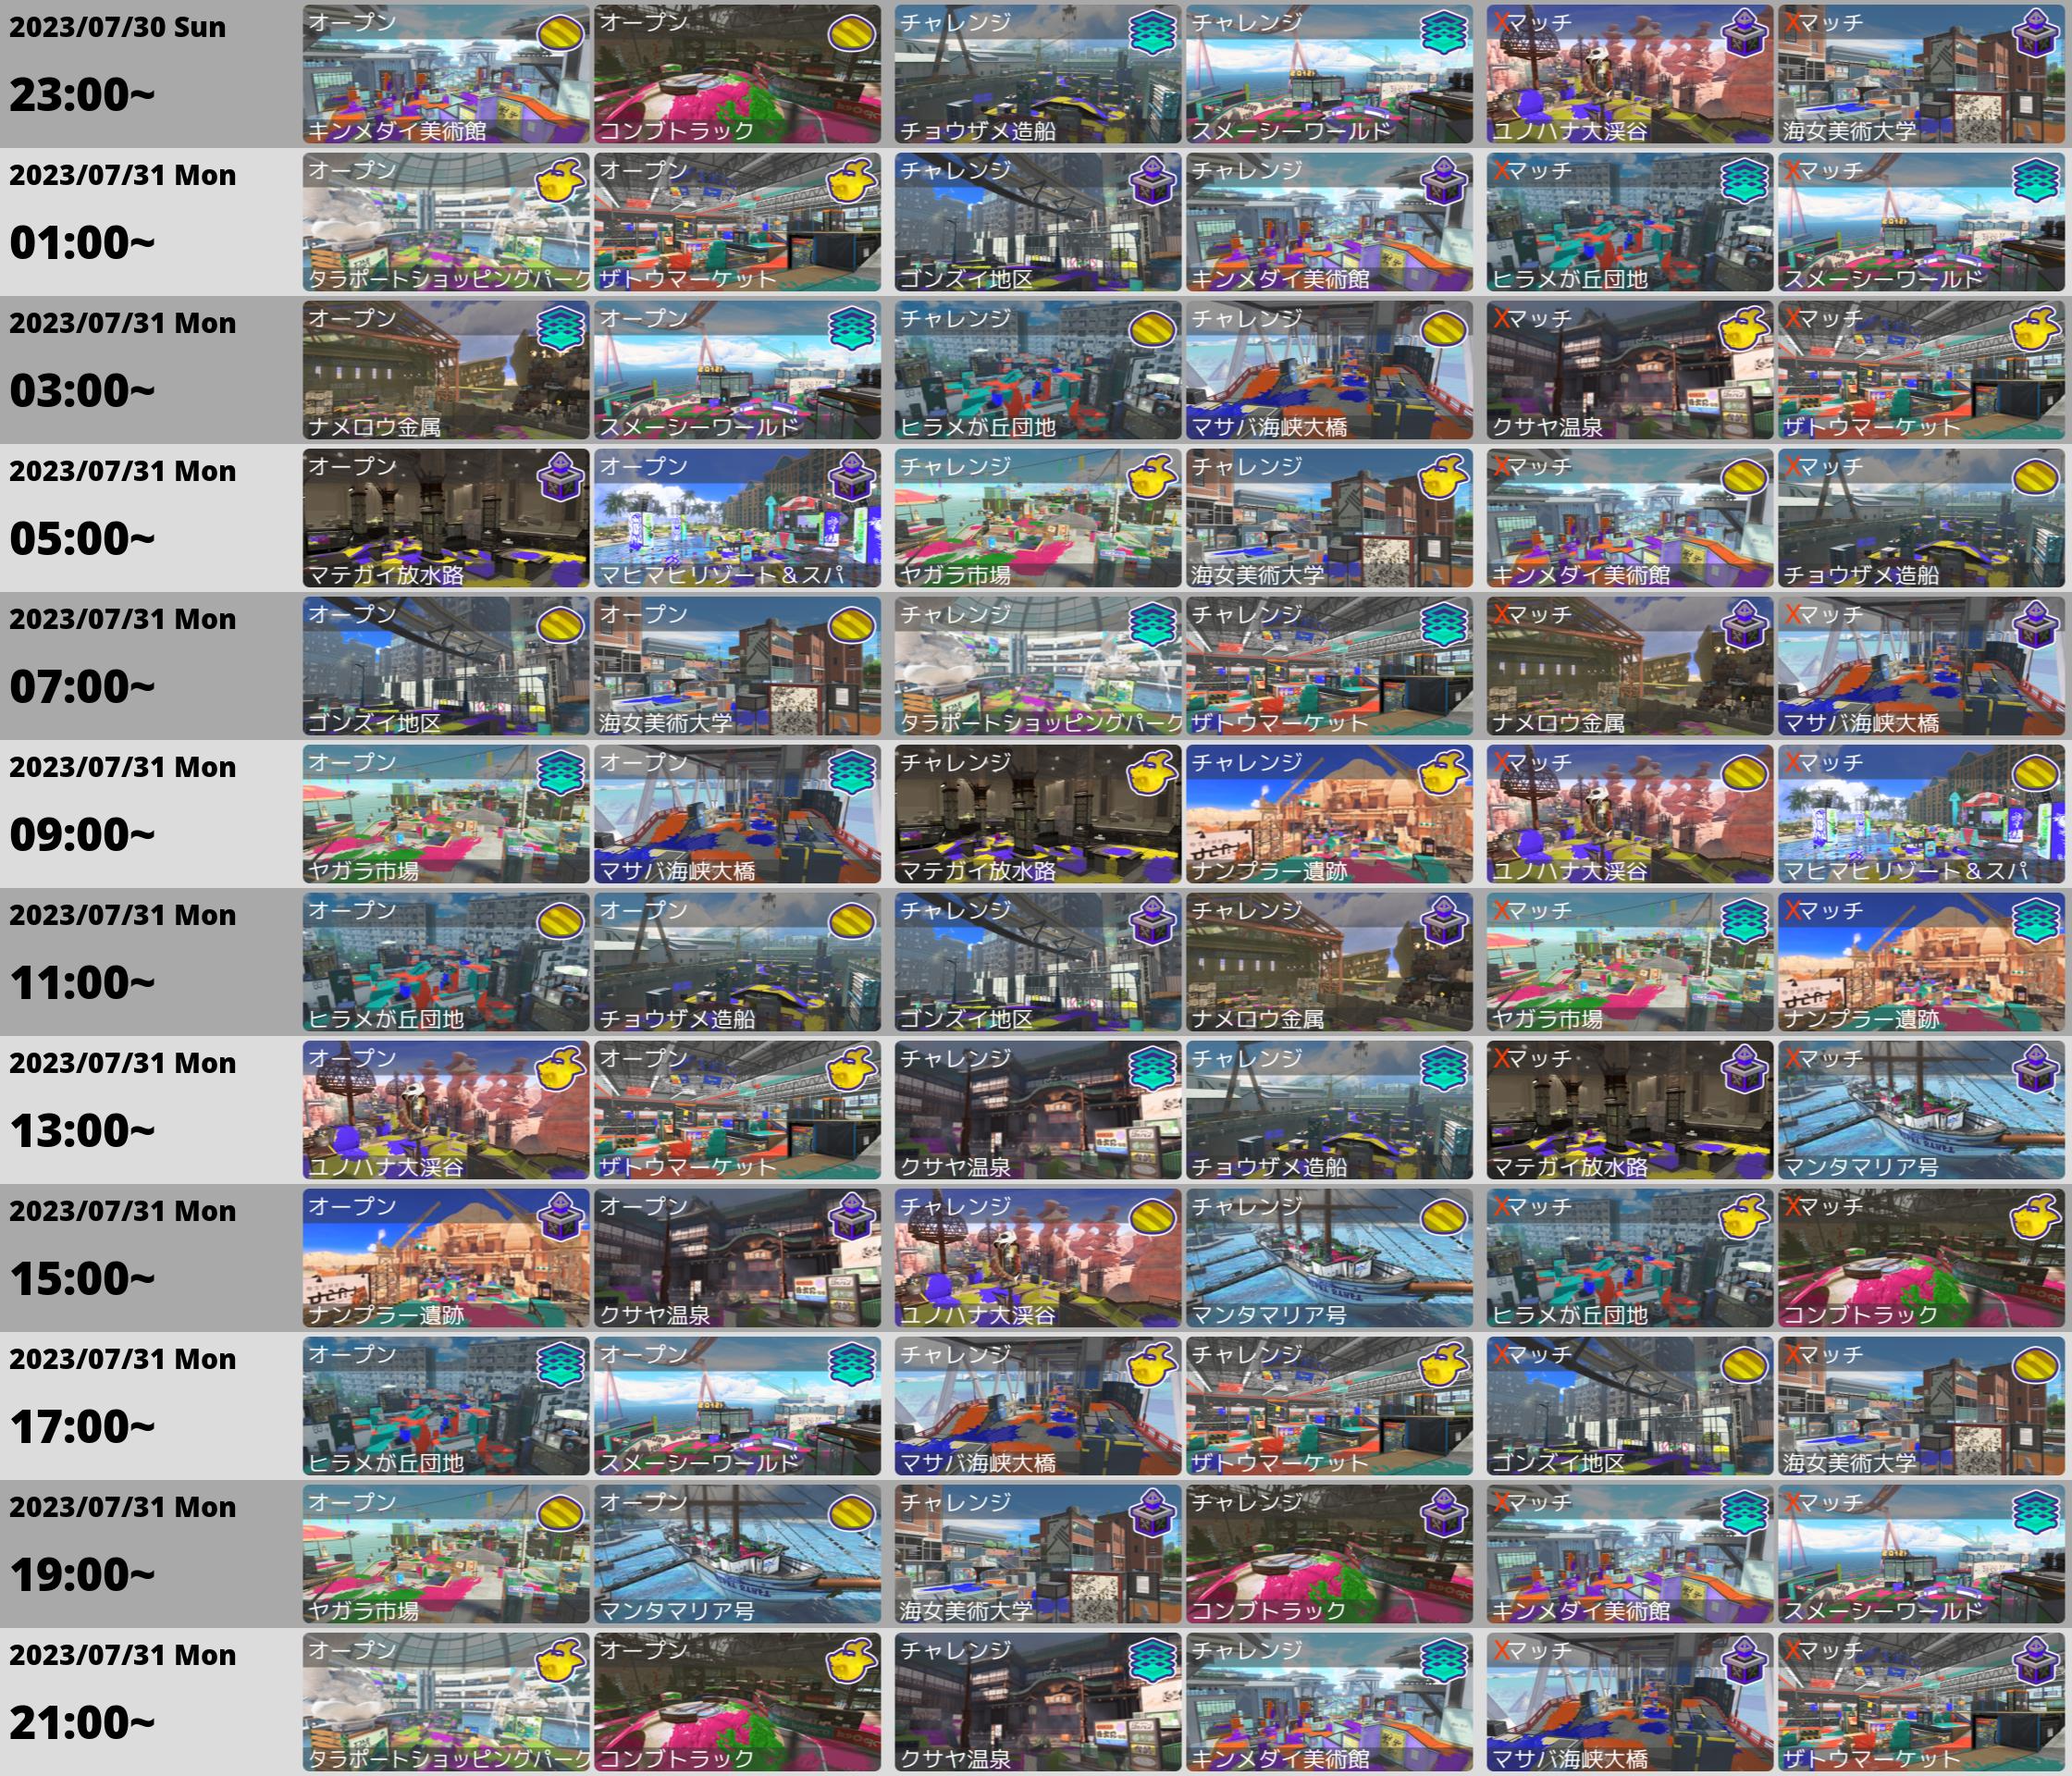 2023/07/30 Sun
23:00~
オープン オープン チャレンジ チャレンジ Xマッチ Xマッチ
キンメダイ美術館 コンブトラック チョウザメ造船 スメーシーワールド ユノハナ大渓谷 海女美術大学
2023/07/31 Mon
01:00~
オープン オープン チャレンジ チャレンジ Xマッチ Xマッチ
タラポートショッピングパーク ザトウマーケット ゴンズイ地区 キンメダイ美術館 ヒラメが丘団地 スメーシーワールド
2023/07/31 Mon
03:00~
オープン オープン チャレンジ チャレンジ Xマッチ Xマッチ
ナメロウ金属 スメーシーワールド ヒラメが丘団地 マサバ海峡大橋 クサヤ温泉 ザトウマーケット
2023/07/31 Mon
05:00~
オープン オープン チャレンジ チャレンジ Xマッチ Xマッチ
マテガイ放水路 マヒマヒリゾート＆スパ ヤガラ市場 海女美術大学 キンメダイ美術館 チョウザメ造船
2023/07/31 Mon
07:00~
オープン オープン チャレンジ チャレンジ Xマッチ Xマッチ
ゴンズイ地区 海女美術大学 タラポートショッピングパーク ザトウマーケット ナメロウ金属 マサバ海峡大橋
2023/07/31 Mon
09:00~
オープン オープン チャレンジ チャレンジ Xマッチ Xマッチ
ヤガラ市場 マサバ海峡大橋 マテガイ放水路 ナンプラー遺跡 ユノハナ大渓谷 マヒマヒリゾート＆スパ
2023/07/31 Mon
11:00~
オープン オープン チャレンジ チャレンジ Xマッチ Xマッチ
ヒラメが丘団地 チョウザメ造船 ゴンズイ地区 ナメロウ金属 ヤガラ市場 ナンプラー遺跡
2023/07/31 Mon
13:00~
オープン オープン チャレンジ チャレンジ Xマッチ Xマッチ
ユノハナ大渓谷 ザトウマーケット クサヤ温泉 チョウザメ造船 マテガイ放水路 マンタマリア号
2023/07/31 Mon
15:00~
オープン オープン チャレンジ チャレンジ Xマッチ Xマッチ
ナンプラー遺跡 クサヤ温泉 ユノハナ大渓谷 マンタマリア号 ヒラメが丘団地 コンブトラック
2023/07/31 Mon
17:00~
オープン オープン チャレンジ チャレンジ Xマッチ Xマッチ
ヒラメが丘団地 スメーシーワールド マサバ海峡大橋 ザトウマーケット ゴンズイ地区 海女美術大学
2023/07/31 Mon
19:00~
オープン オープン チャレンジ チャレンジ Xマッチ Xマッチ
ヤガラ市場 マンタマリア号 海女美術大学 コンブトラック キンメダイ美術館 スメーシーワールド
2023/07/31 Mon
21:00~
オープン オープン チャレンジ チャレンジ Xマッチ Xマッチ
タラポートショッピングパーク コンブトラック クサヤ温泉 キンメダイ美術館 マサバ海峡大橋 ザトウマーケット